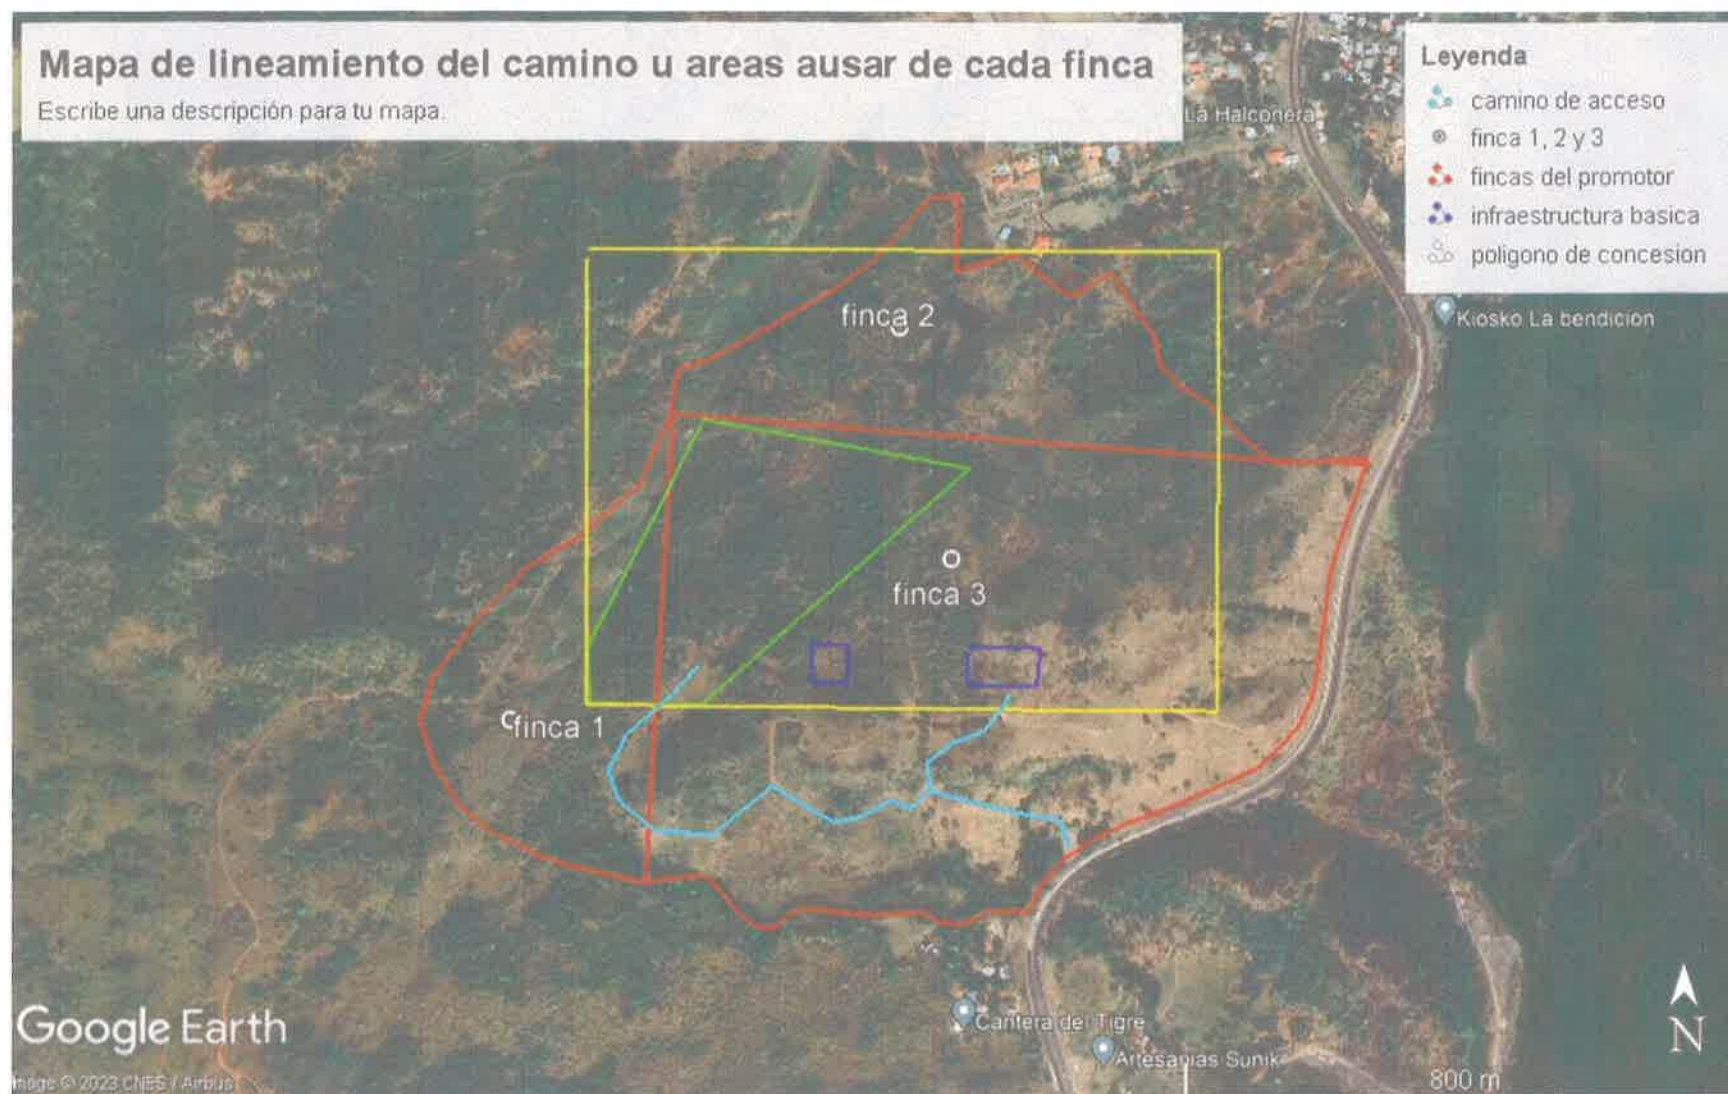 Mapa de lineamiento del camino u areas ausar de cada finca
Escribe una descripción para tu mapa.
Leyenda
camino de acceso
finca 1, 2 y 3
fincas del promotor
infraestructura basica
poligono de concesion
La Halconera
Kiosko La bendicion
finca 2
finca 3
finca 1
Cantera del Tigre
Artesanias Sunik
Google Earth
Image © 2023 CNES / Airbus
800 m
N